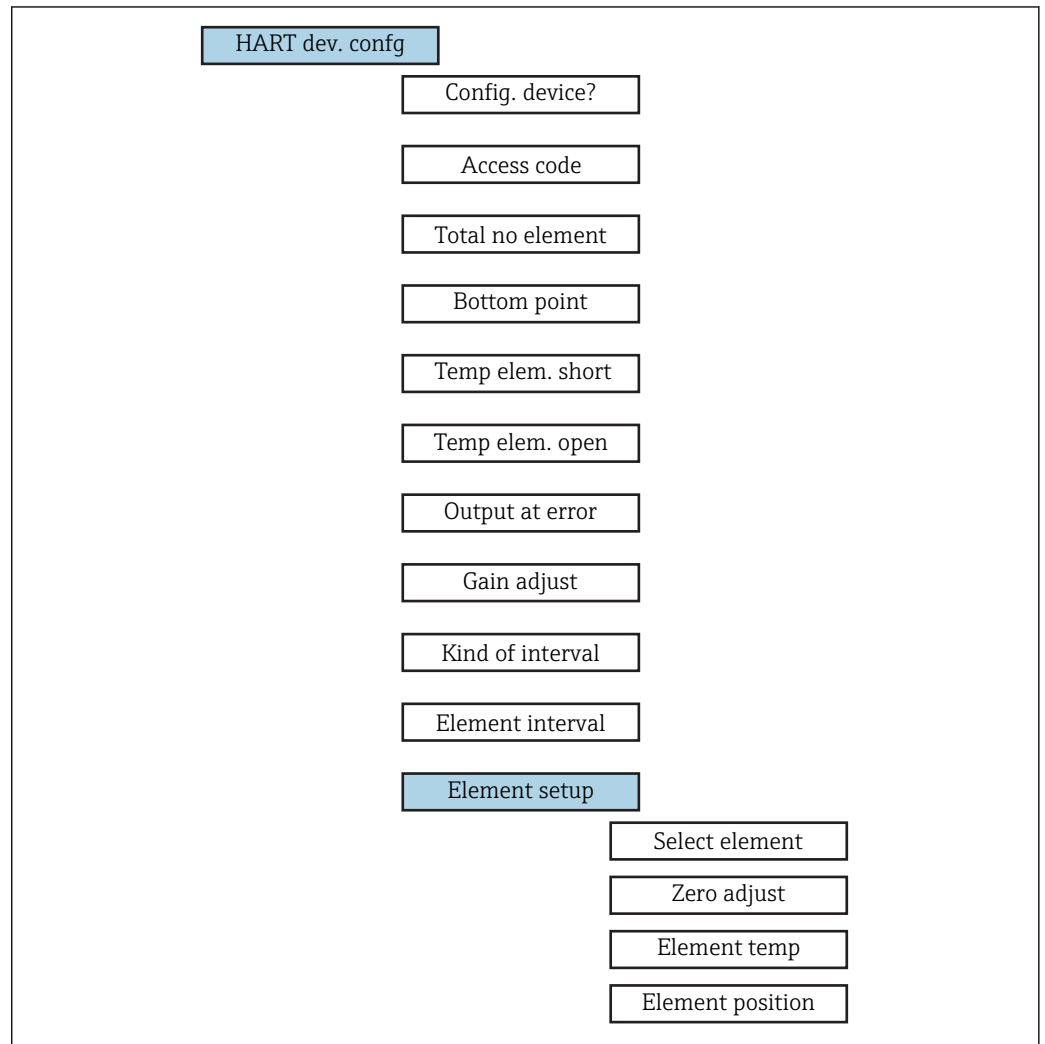 HART dev. confg
Config. device?
Access code
Total no element
Bottom point
Temp elem. short
Temp elem. open
Output at error
Gain adjust
Kind of interval
Element interval
Element setup
Select element
Zero adjust
Element temp
Element position